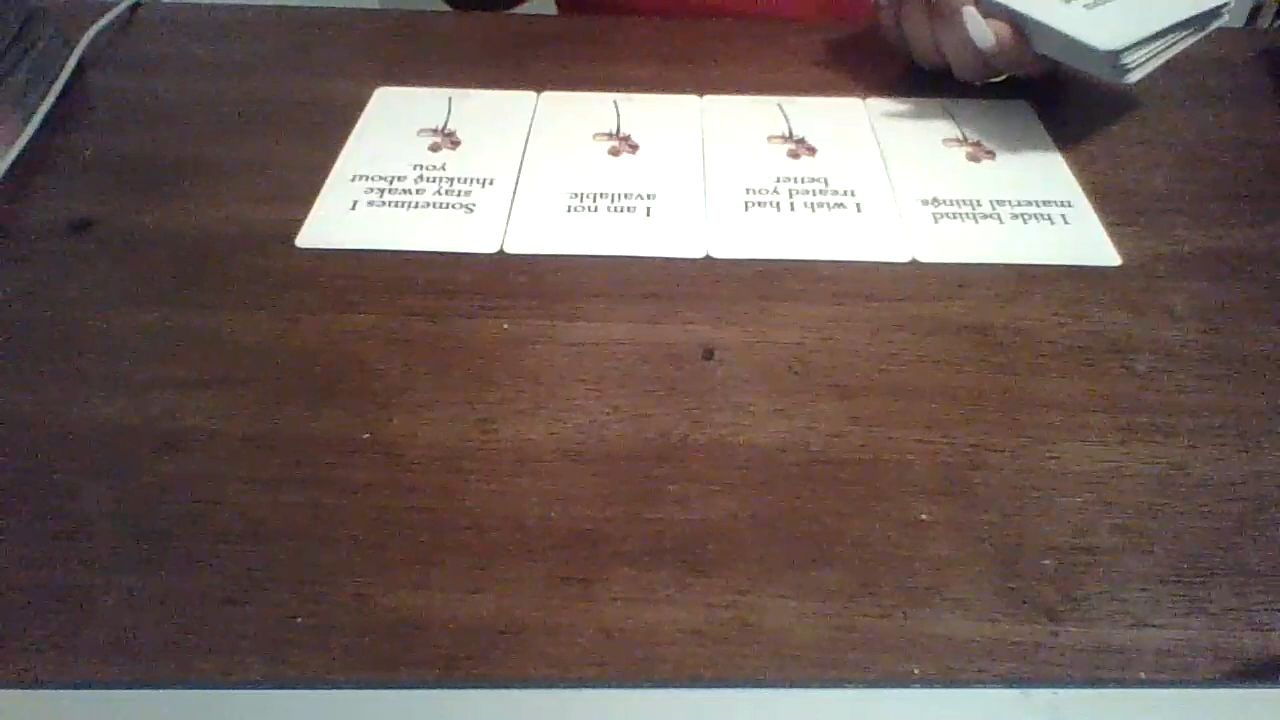 I hide behind
material things.
I wish I had
treated you
better
I am not
available.
Sometimes I
stay awake
thinking about
you.